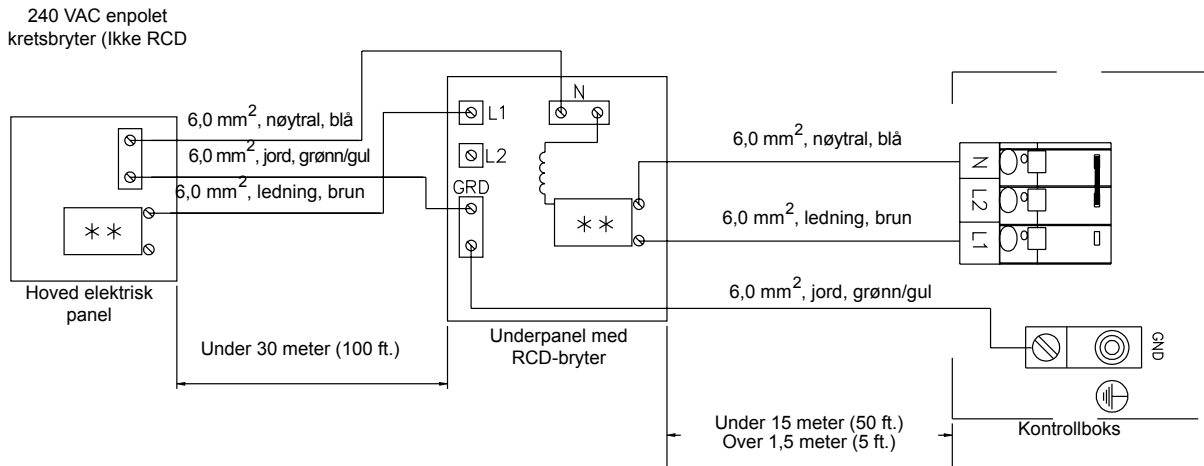 240 VAC enpolet
kretsbryter (Ikke RCD
6,0 mm², nøytral, blå
6,0 mm², jord, grønn/gul
6,0 mm², ledning, brun
**
Hoved elektrisk
panel
Under 30 meter (100 ft.)
L1
N
L2
GRD
**
Underpanel med
RCD-bryter
6,0 mm², nøytral, blå
6,0 mm², ledning, brun
6,0 mm², jord, grønn/gul
Under 15 meter (50 ft.)
Over 1,5 meter (5 ft.)
N
L2
L1
GND
Kontrollboks